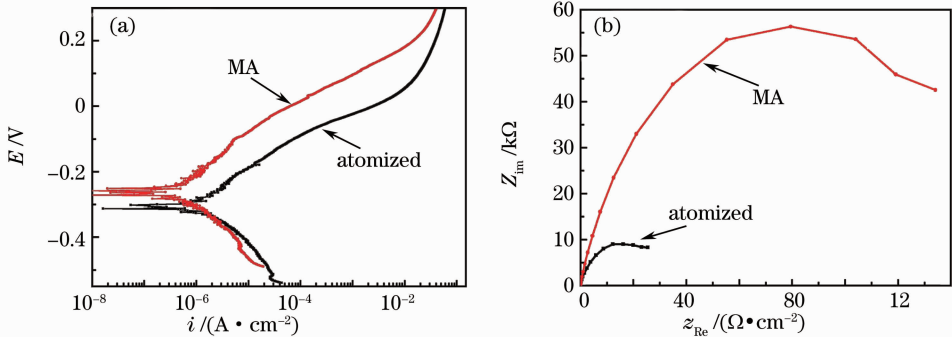 (a)
MA
atomized
E/V
0.2
0
−0.2
−0.4
10⁻⁸
10⁻⁶
10⁻⁴
10⁻²
i/(A • cm⁻²)
(b)
MA
atomized
Z_im/kΩ
60
50
40
30
20
10
0
0
40
80
12
z_Re/(Ω•cm⁻²)